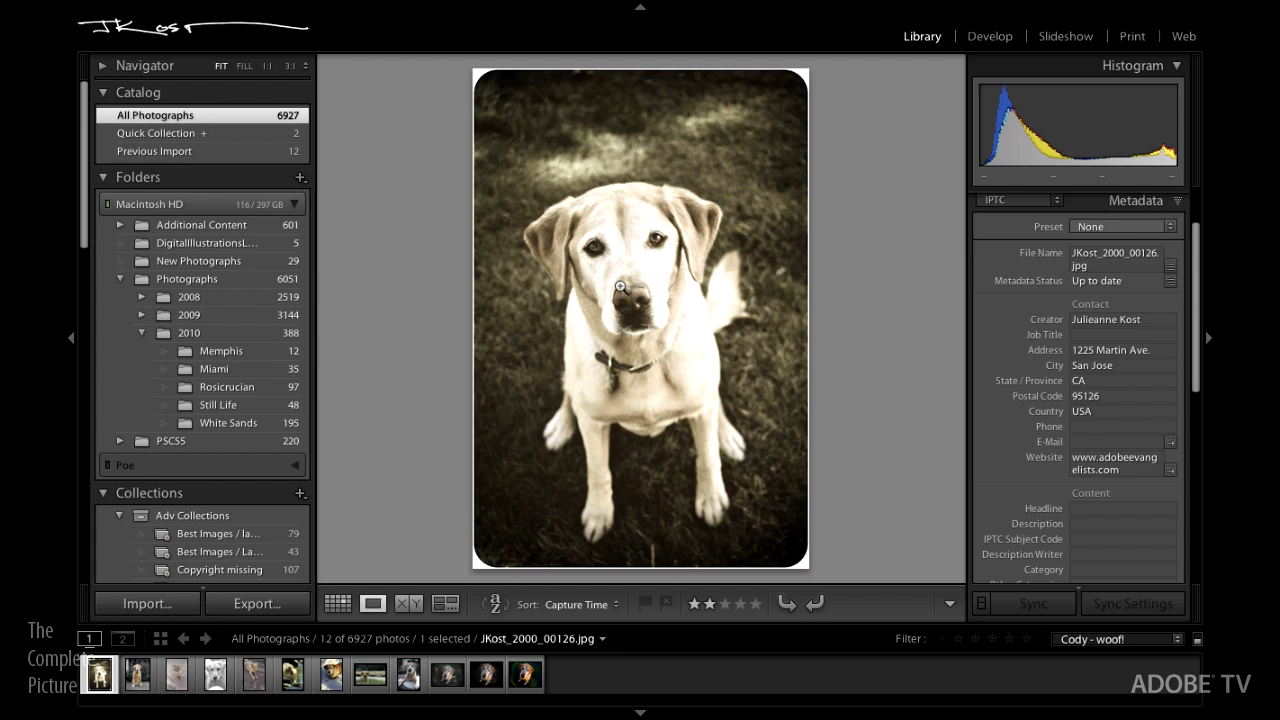 JKost
Library | Develop | Slideshow | Print | Web
Navigator FIT FILL 1:1 3:1
Catalog
All Photographs 6927
Quick Collection + 2
Previous Import 12
Folders +
Macintosh HD 116 / 297 GB
Additional Content 601
DigitalIllustrationsL... 5
New Photographs 29
Photographs 6051
2008 2519
2009 3144
2010 388
Memphis 12
Miami 35
Rosicrucian 97
Still Life 48
White Sands 195
PSCS5 220
Poe
Collections +
Adv Collections
Best Images / la... 79
Best Images / La... 43
Copyright missing 107
Import... Export...
Histogram
IPTC Metadata
Preset None
File Name JKost_2000_00126.
jpg
Metadata Status Up to date
Contact
Creator Julieanne Kost
Job Title
Address 1225 Martin Ave.
City San Jose
State / Province CA
Postal Code 95126
Country USA
Phone
E-Mail
Website www.adobeevang
elists.com
Content
Headline
Description
IPTC Subject Code
Description Writer
Category
XY
Sort: Capture Time
Sync Sync Settings
1 2 All Photographs / 12 of 6927 photos / 1 selected / JKost_2000_00126.jpg Filter : Cody - woof!
The
Complete
Picture
ADOBE® TV